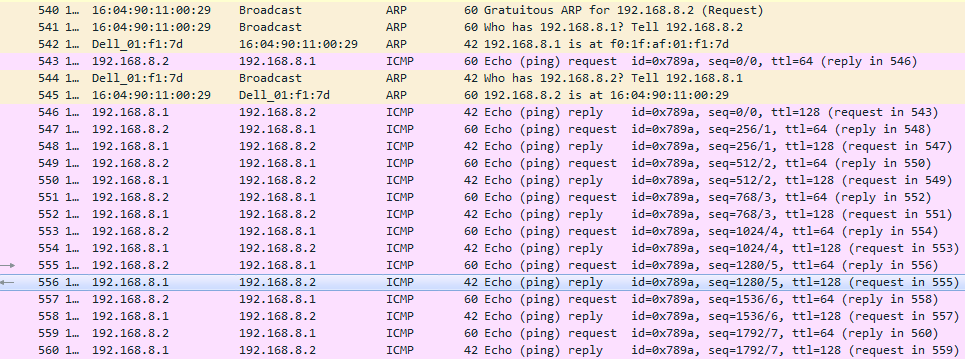 540 1... 16:04:90:11:00:29 Broadcast ARP 60 Gratuitous ARP for 192.168.8.2 (Request)
541 1... 16:04:90:11:00:29 Broadcast ARP 60 Who has 192.168.8.1? Tell 192.168.8.2
542 1... Dell_01:f1:7d 16:04:90:11:00:29 ARP 42 192.168.8.1 is at f0:1f:af:01:f1:7d
543 1... 192.168.8.2 192.168.8.1 ICMP 60 Echo (ping) request id=0x789a, seq=0/0, ttl=64 (reply in 546)
544 1... Dell_01:f1:7d Broadcast ARP 42 Who has 192.168.8.2? Tell 192.168.8.1
545 1... 16:04:90:11:00:29 Dell_01:f1:7d ARP 60 192.168.8.2 is at 16:04:90:11:00:29
546 1... 192.168.8.1 192.168.8.2 ICMP 42 Echo (ping) reply id=0x789a, seq=0/0, ttl=128 (request in 543)
547 1... 192.168.8.2 192.168.8.1 ICMP 60 Echo (ping) request id=0x789a, seq=256/1, ttl=64 (reply in 548)
548 1... 192.168.8.1 192.168.8.2 ICMP 42 Echo (ping) reply id=0x789a, seq=256/1, ttl=128 (request in 547)
549 1... 192.168.8.2 192.168.8.1 ICMP 60 Echo (ping) request id=0x789a, seq=512/2, ttl=64 (reply in 550)
550 1... 192.168.8.1 192.168.8.2 ICMP 42 Echo (ping) reply id=0x789a, seq=512/2, ttl=128 (request in 549)
551 1... 192.168.8.2 192.168.8.1 ICMP 60 Echo (ping) request id=0x789a, seq=768/3, ttl=64 (reply in 552)
552 1... 192.168.8.1 192.168.8.2 ICMP 42 Echo (ping) reply id=0x789a, seq=768/3, ttl=128 (request in 551)
553 1... 192.168.8.2 192.168.8.1 ICMP 60 Echo (ping) request id=0x789a, seq=1024/4, ttl=64 (reply in 554)
554 1... 192.168.8.1 192.168.8.2 ICMP 42 Echo (ping) reply id=0x789a, seq=1024/4, ttl=128 (request in 553)
555 1... 192.168.8.2 192.168.8.1 ICMP 60 Echo (ping) request id=0x789a, seq=1280/5, ttl=64 (reply in 556)
556 1... 192.168.8.1 192.168.8.2 ICMP 42 Echo (ping) reply id=0x789a, seq=1280/5, ttl=128 (request in 555)
557 1... 192.168.8.2 192.168.8.1 ICMP 60 Echo (ping) request id=0x789a, seq=1536/6, ttl=64 (reply in 558)
558 1... 192.168.8.1 192.168.8.2 ICMP 42 Echo (ping) reply id=0x789a, seq=1536/6, ttl=128 (request in 557)
559 1... 192.168.8.2 192.168.8.1 ICMP 60 Echo (ping) request id=0x789a, seq=1792/7, ttl=64 (reply in 560)
560 1... 192.168.8.1 192.168.8.2 ICMP 42 Echo (ping) reply id=0x789a, seq=1792/7, ttl=128 (request in 559)